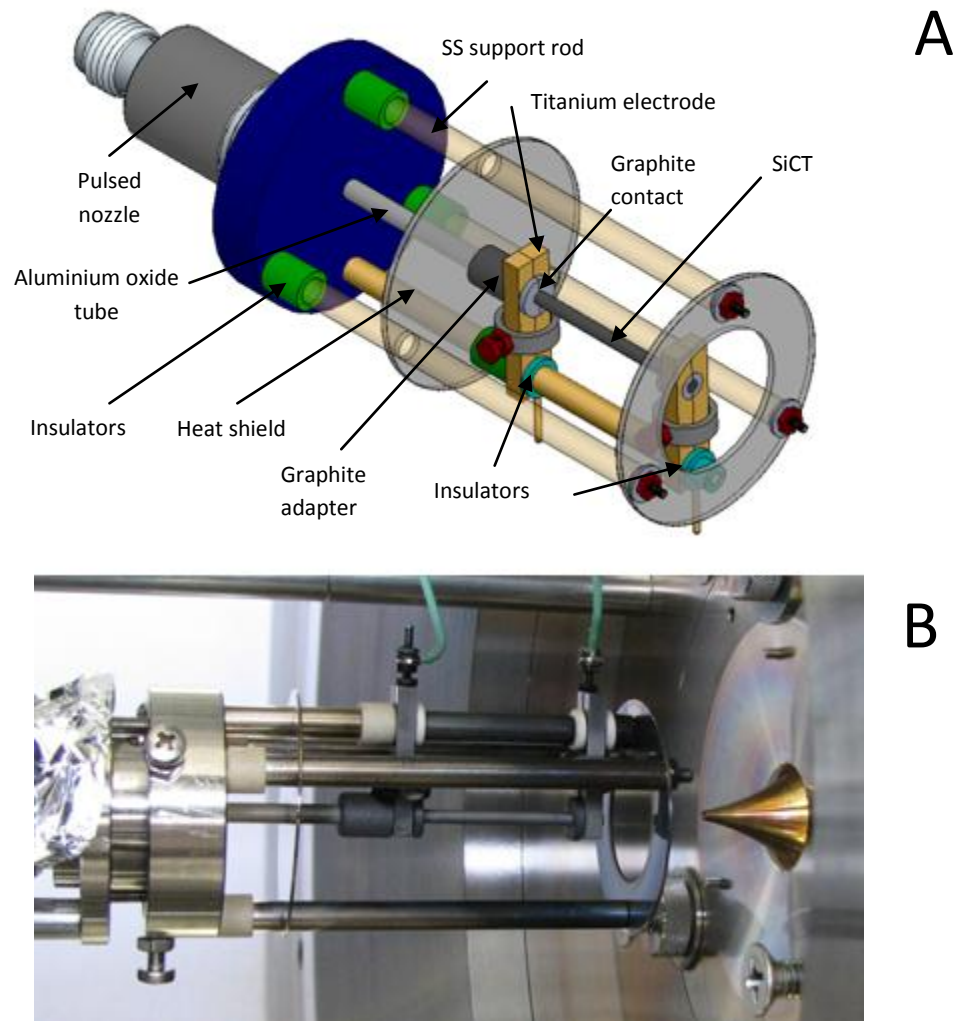 A
SS support rod
Titanium electrode
Graphite
contact
SiCT
Pulsed
nozzle
Aluminium oxide
tube
Insulators
Heat shield
Graphite
adapter
Insulators
B